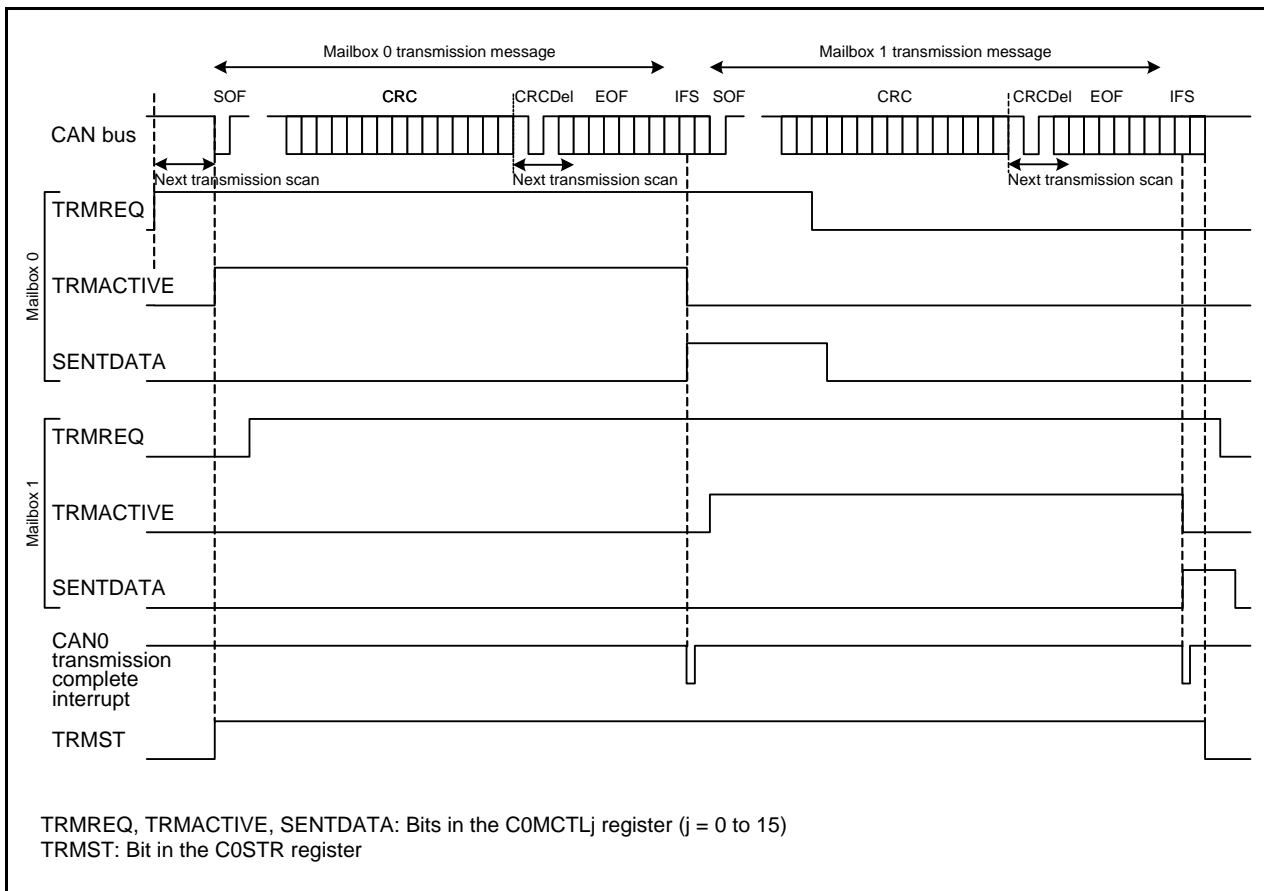 Mailbox 0 transmission message Mailbox 1 transmission message
SOF CRC CRCDel EOF IFS SOF CRC CRCDel EOF IFS
CAN bus
Next transmission scan Next transmission scan Next transmission scan
Mailbox 0
TRMREQ
TRMACTIVE
SENTDATA
Mailbox 1
TRMREQ
TRMACTIVE
SENTDATA
CAN0
transmission
complete
interrupt
TRMST
TRMREQ, TRMACTIVE, SENTDATA: Bits in the C0MCTLj register (j = 0 to 15)
TRMST: Bit in the C0STR register